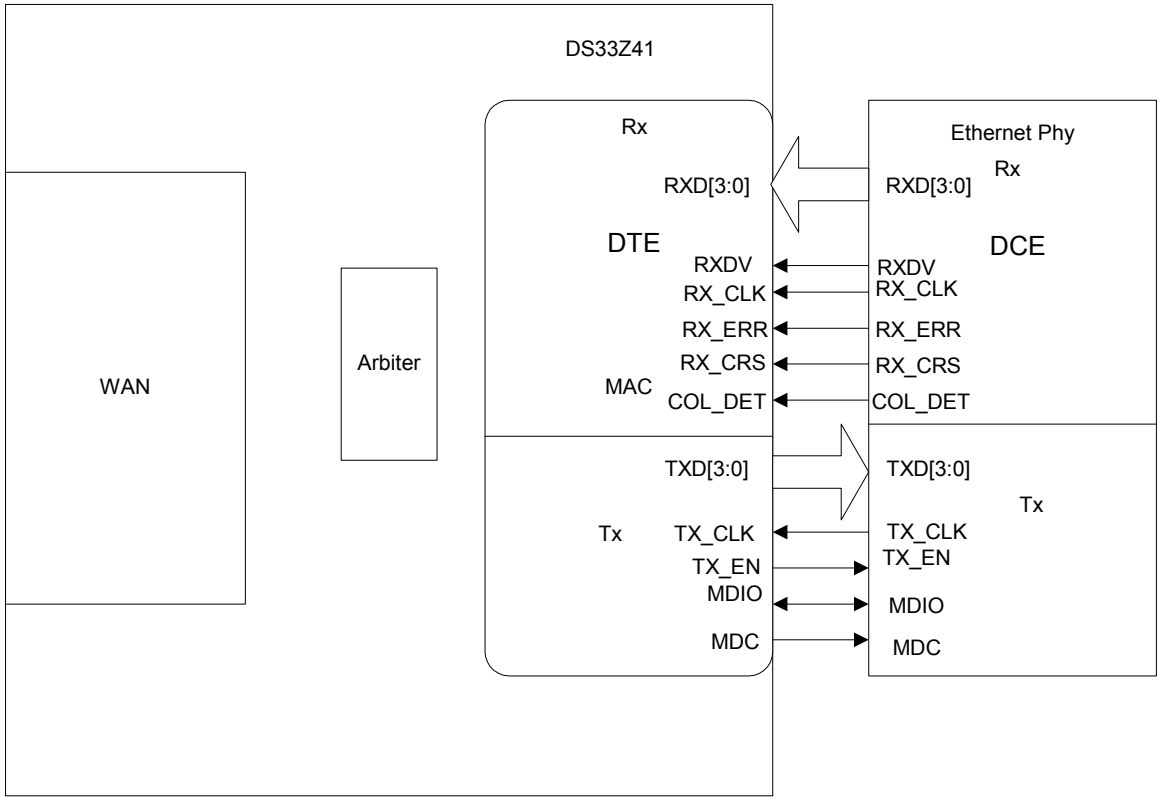 DS33Z41
WAN
Arbiter
Rx
RXD[3:0]
DTE
RXDV
RX_CLK
RX_ERR
RX_CRS
MAC
COL_DET
TXD[3:0]
Tx
TX_CLK
TX_EN
MDIO
MDC
Ethernet Phy
Rx
RXD[3:0]
DCE
RXDV
RX_CLK
RX_ERR
RX_CRS
COL_DET
TXD[3:0]
Tx
TX_CLK
TX_EN
MDIO
MDC